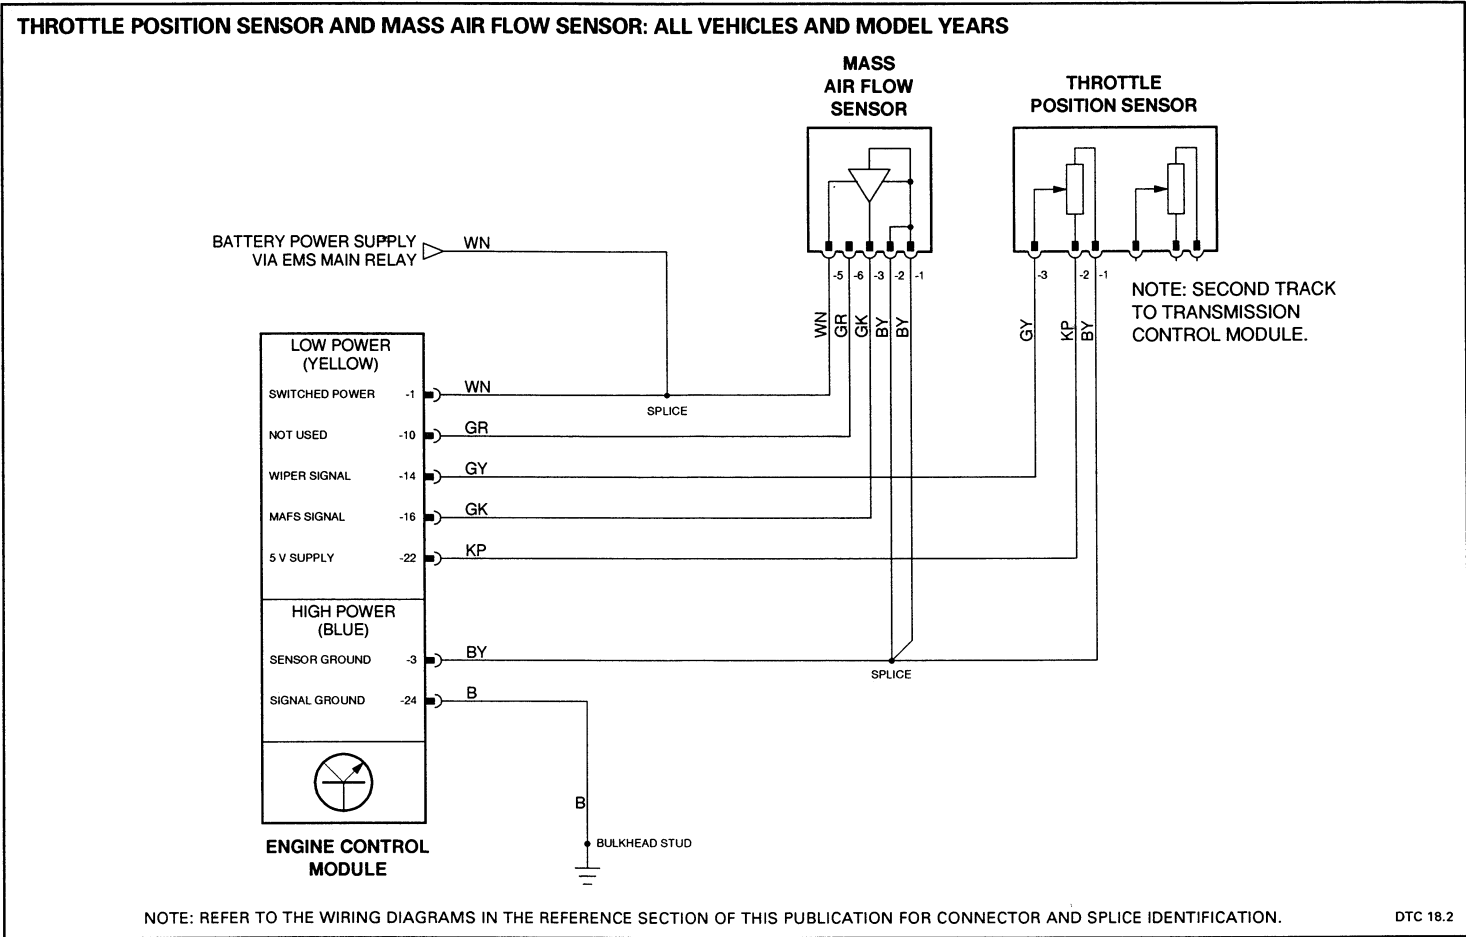 THROTTLE POSITION SENSOR AND MASS AIR FLOW SENSOR: ALL VEHICLES AND MODEL YEARS
MASS
AIR FLOW
SENSOR
THROTTLE
POSITION SENSOR
BATTERY POWER SUPPLY
VIA EMS MAIN RELAY
WN
-5
-6
-3
-2
-1
-3
-2
-1
NOTE: SECOND TRACK
TO TRANSMISSION
CONTROL MODULE.
WN
GR
GK
BY
BY
GY
KP
BY
LOW POWER
(YELLOW)
SWITCHED POWER -1 WN
SPLICE
NOT USED -10 GR
WIPER SIGNAL -14 GY
MAFS SIGNAL -16 GK
5 V SUPPLY -22 KP
HIGH POWER
(BLUE)
SENSOR GROUND -3 BY
SPLICE
SIGNAL GROUND -24 B
B
BULKHEAD STUD
ENGINE CONTROL
MODULE
NOTE: REFER TO THE WIRING DIAGRAMS IN THE REFERENCE SECTION OF THIS PUBLICATION FOR CONNECTOR AND SPLICE IDENTIFICATION.
DTC 18.2